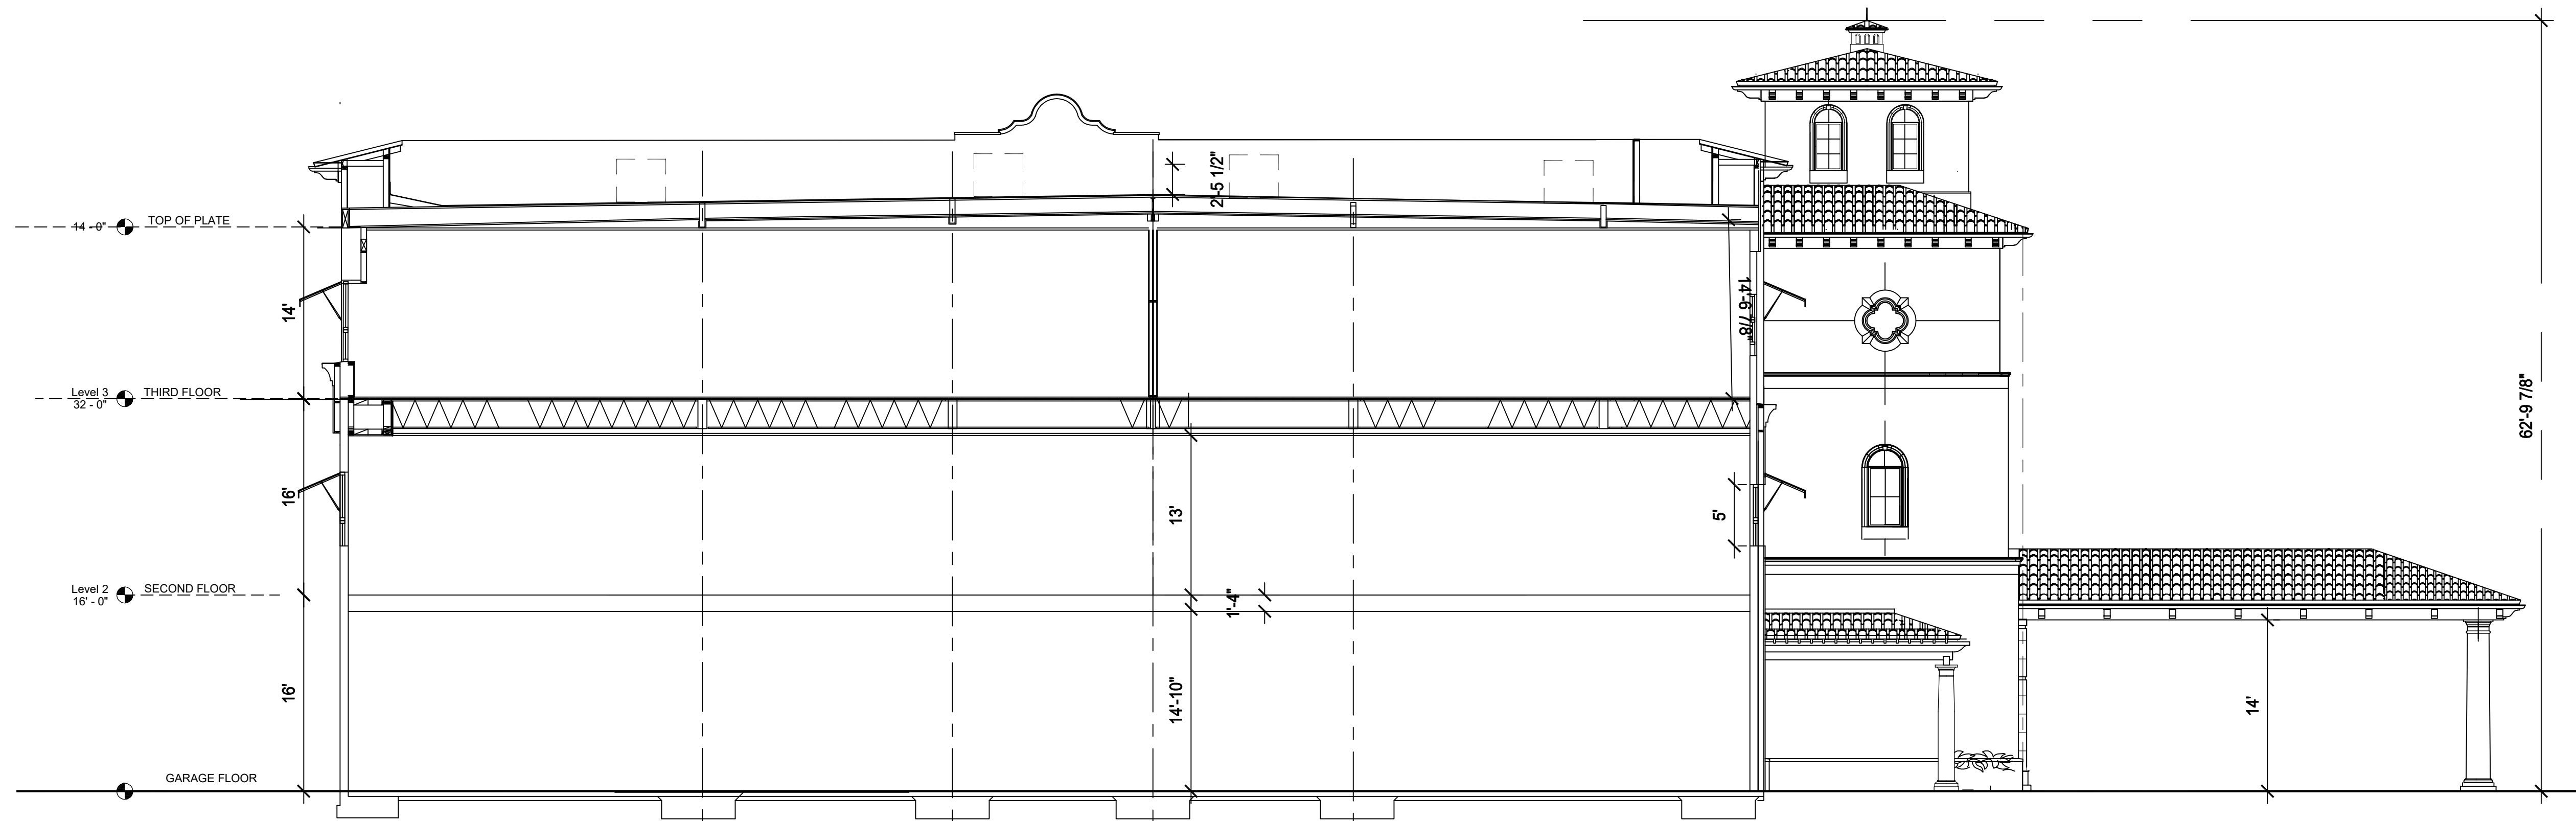 2'-5 1/2"
TOP OF PLATE
14 - 0"
14'
14'-6 7/8"
62'-9 7/8"
Level 3
32 - 0"
THIRD FLOOR
16'
13'
5'
Level 2
16' - 0"
SECOND FLOOR
1'-4"
16'
14'-10"
14'
GARAGE FLOOR